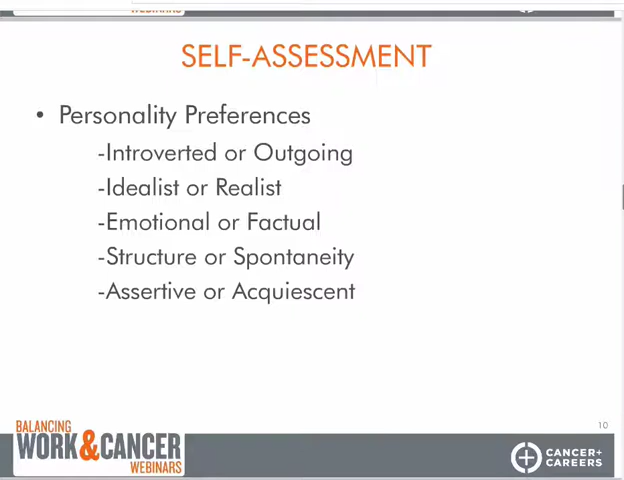 WEBINARS
SELF-ASSESSMENT
• Personality Preferences
-Introverted or Outgoing
-Idealist or Realist
-Emotional or Factual
-Structure or Spontaneity
-Assertive or Acquiescent
10
BALANCING
WORK & CANCER
WEBINARS
CANCER+
CAREERS